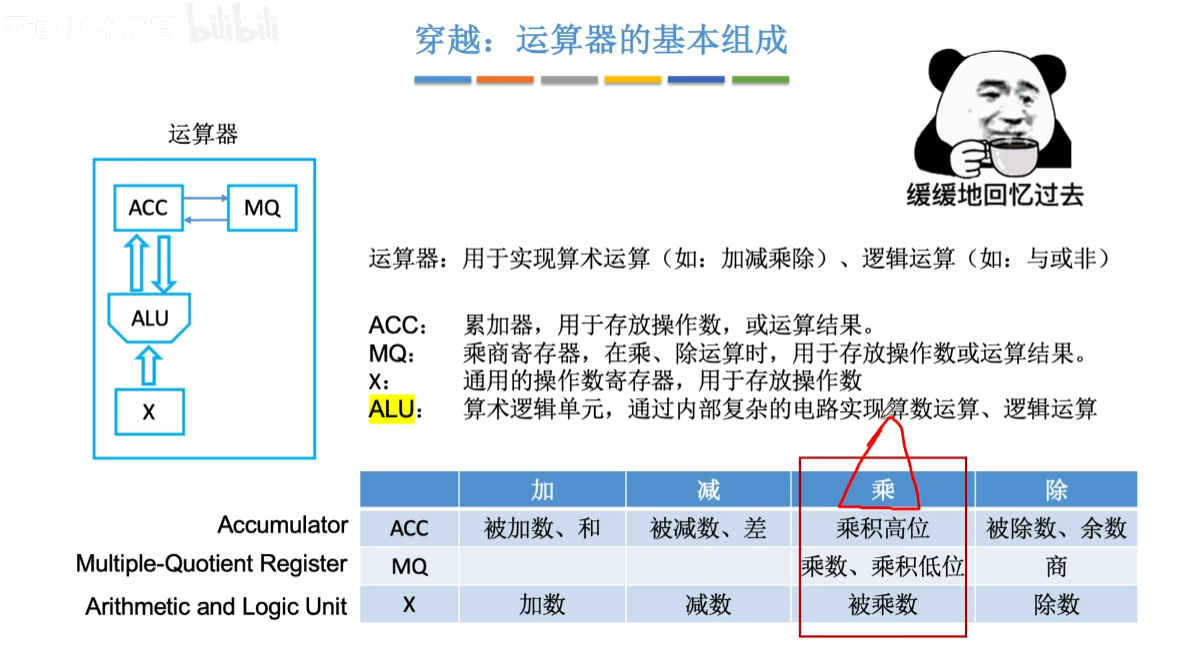 bilibili
穿越：运算器的基本组成
运算器
ACC
MQ
ALU
X
缓缓地回忆过去
运算器：用于实现算术运算（如：加减乘除）、逻辑运算（如：与或非）
ACC： 累加器，用于存放操作数，或运算结果。
MQ： 乘商寄存器，在乘、除运算时，用于存放操作数或运算结果。
X： 通用的操作数寄存器，用于存放操作数
ALU： 算术逻辑单元，通过内部复杂的电路实现算数运算、逻辑运算
加 减 乘 除
Accumulator ACC 被加数、和 被减数、差 乘积高位 被除数、余数
Multiple-Quotient Register MQ 乘数、乘积低位 商
Arithmetic and Logic Unit X 加数 减数 被乘数 除数